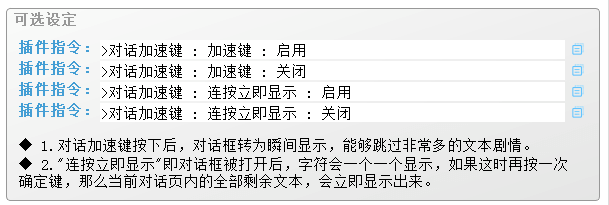 可选设定
插件指令: >对话加速键 : 加速键 : 启用
插件指令: >对话加速键 : 加速键 : 关闭
插件指令: >对话加速键 : 连按立即显示 : 启用
插件指令: >对话加速键 : 连按立即显示 : 关闭
◆ 1.对话加速键按下后，对话框转为瞬间显示，能够跳过非常多的文本剧情。
◆ 2."连按立即显示"即对话框被打开后，字符会一个一个显示，如果这时再按一次
确定键，那么当前对话页内的全部剩余文本，会立即显示出来。